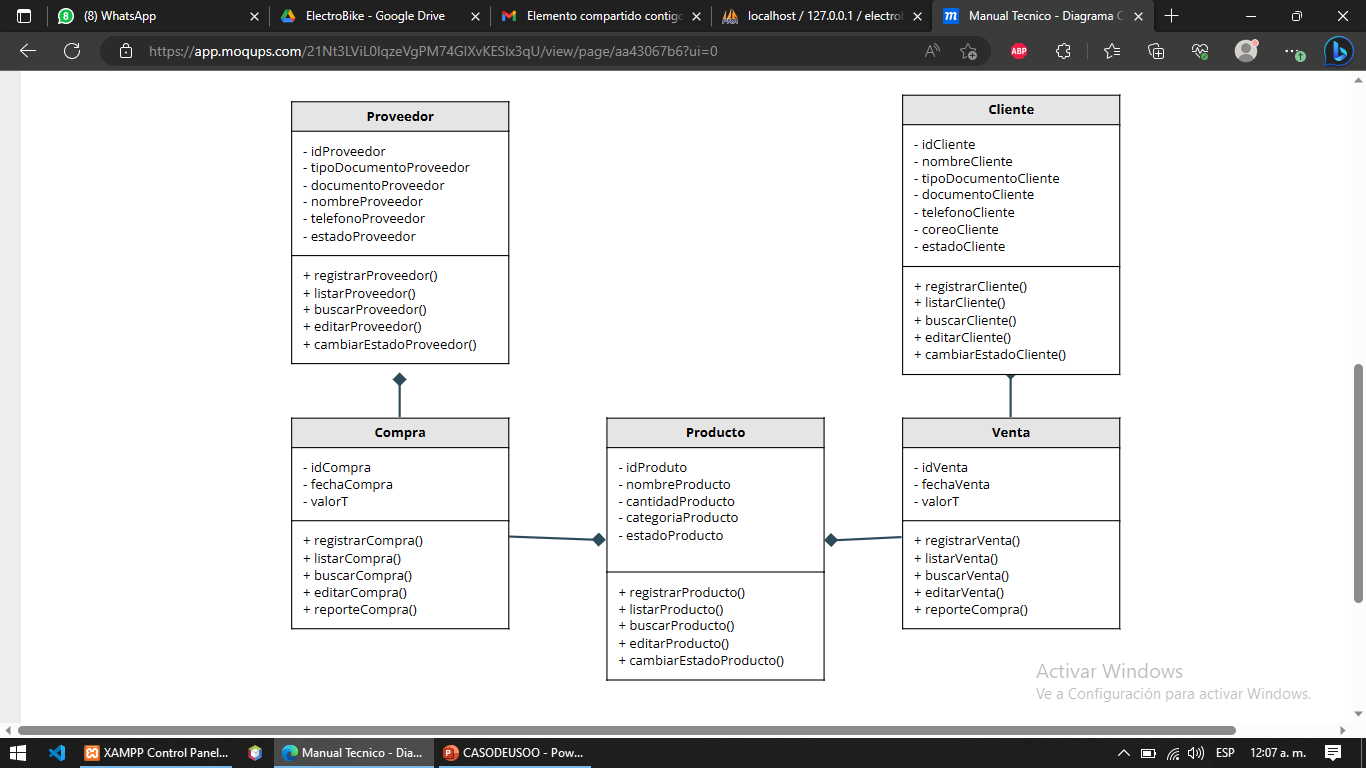 (8) WhatsApp
ElectroBike - Google Drive
Elemento compartido contigo
localhost / 127.0.0.1 / electrol
Manual Tecnico - Diagrama C
https://app.moqups.com/21Nt3LViL0IqzeVgPM74GlXvKESlx3qU/view/page/aa43067b6?ui=0
ABP
Proveedor
- idProveedor
- tipoDocumentoProveedor
- documentoProveedor
- nombreProveedor
- telefonoProveedor
- estadoProveedor
+ registrarProveedor()
+ listarProveedor()
+ buscarProveedor()
+ editarProveedor()
+ cambiarEstadoProveedor()
Cliente
- idCliente
- nombreCliente
- tipoDocumentoCliente
- documentoCliente
- telefonoCliente
- coreoCliente
- estadoCliente
+ registrarCliente()
+ listarCliente()
+ buscarCliente()
+ editarCliente()
+ cambiarEstadoCliente()
Compra
- idCompra
- fechaCompra
- valorT
+ registrarCompra()
+ listarCompra()
+ buscarCompra()
+ editarCompra()
+ reporteCompra()
Producto
- idProduto
- nombreProducto
- cantidadProducto
- categoriaProducto
- estadoProducto
+ registrarProducto()
+ listarProducto()
+ buscarProducto()
+ editarProducto()
+ cambiarEstadoProducto()
Venta
- idVenta
- fechaVenta
- valorT
+ registrarVenta()
+ listarVenta()
+ buscarVenta()
+ editarVenta()
+ reporteCompra()
Activar Windows
Ve a Configuración para activar Windows.
XAMPP Control Panel...
Manual Tecnico - Dia...
CASODEUSOO - Pow...
ESP
12:07 a. m.